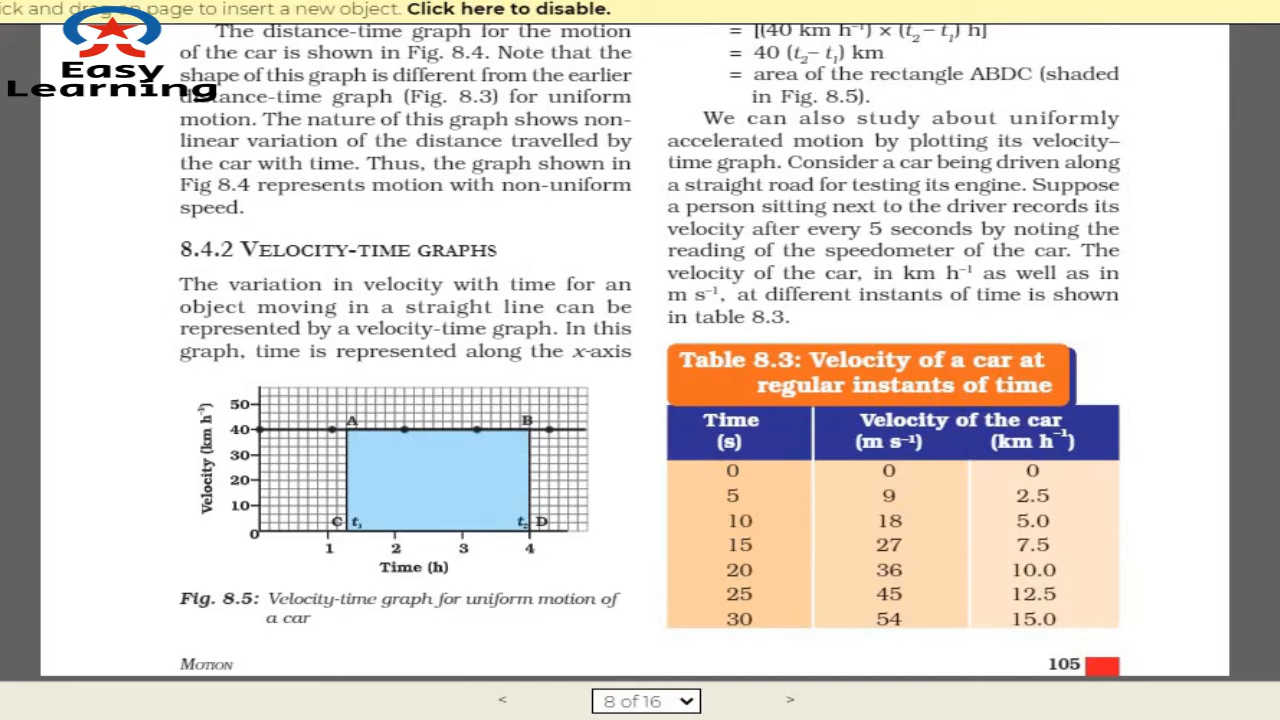 ick and drag on page to insert a new object. Click here to disable.
Easy
Learning
The distance-time graph for the motion
of the car is shown in Fig. 8.4. Note that the
shape of this graph is different from the earlier
distance-time graph (Fig. 8.3) for uniform
motion. The nature of this graph shows non-
linear variation of the distance travelled by
the car with time. Thus, the graph shown in
Fig 8.4 represents motion with non-uniform
speed.
8.4.2 VELOCITY-TIME GRAPHS
The variation in velocity with time for an
object moving in a straight line can be
represented by a velocity-time graph. In this
graph, time is represented along the x-axis
Velocity (km h⁻¹)
50
40
30
20
10
0
A
B
C
t₁
t₂
D
1 2 3 4
Time (h)
Fig. 8.5: Velocity-time graph for uniform motion of
a car
MOTION
= [(40 km h⁻¹) × (t₂ – t₁) h]
= 40 (t₂– t₁) km
= area of the rectangle ABDC (shaded
in Fig. 8.5).
We can also study about uniformly
accelerated motion by plotting its velocity–
time graph. Consider a car being driven along
a straight road for testing its engine. Suppose
a person sitting next to the driver records its
velocity after every 5 seconds by noting the
reading of the speedometer of the car. The
velocity of the car, in km h⁻¹ as well as in
m s⁻¹, at different instants of time is shown
in table 8.3.
Table 8.3: Velocity of a car at
regular instants of time
Time Velocity of the car
(s) (m s⁻¹) (km h⁻¹)
0 0 0
5 9 2.5
10 18 5.0
15 27 7.5
20 36 10.0
25 45 12.5
30 54 15.0
105
< 8 of 16 >